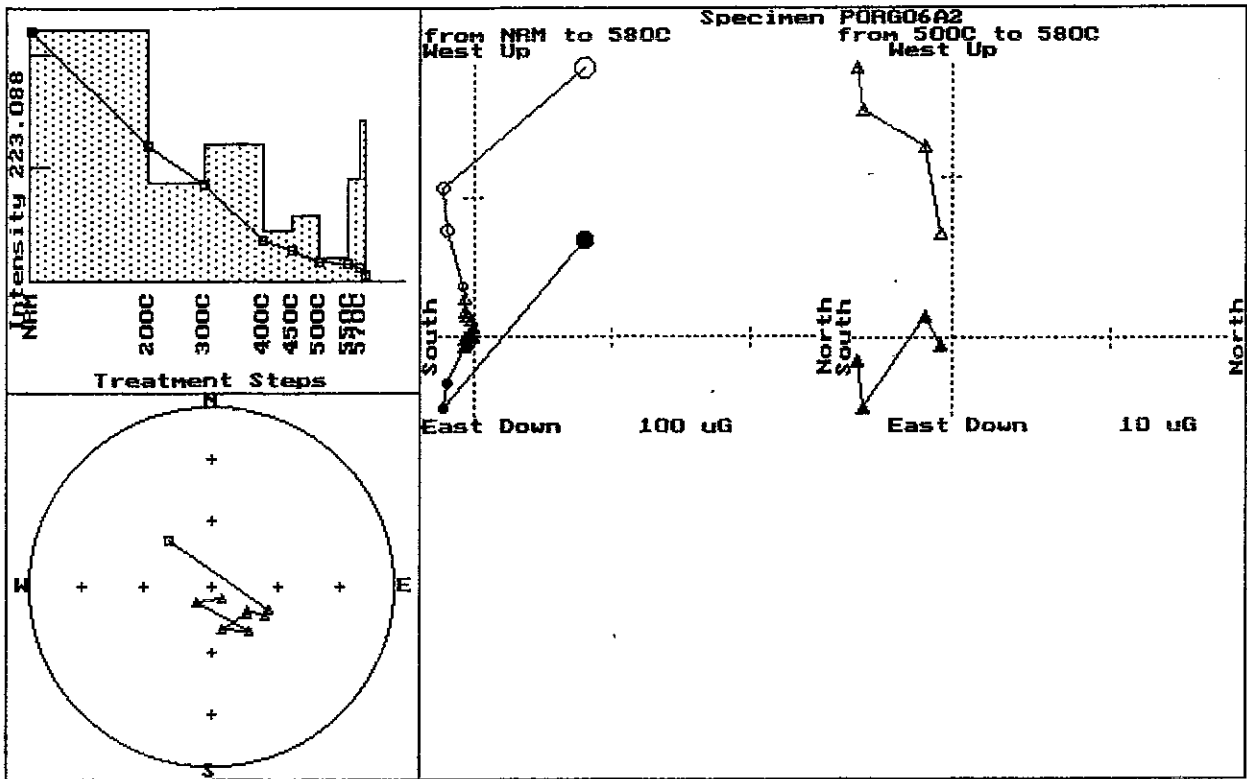 Specimen PORG06A2
from NRM to 580C
West Up
from 500C to 580C
West Up
Intensity 223.088
NRM
200C
300C
400C
450C
500C
570C
Treatment Steps
South
North
South
North
East Down 100 uG
East Down 10 uG
N
W
E
S